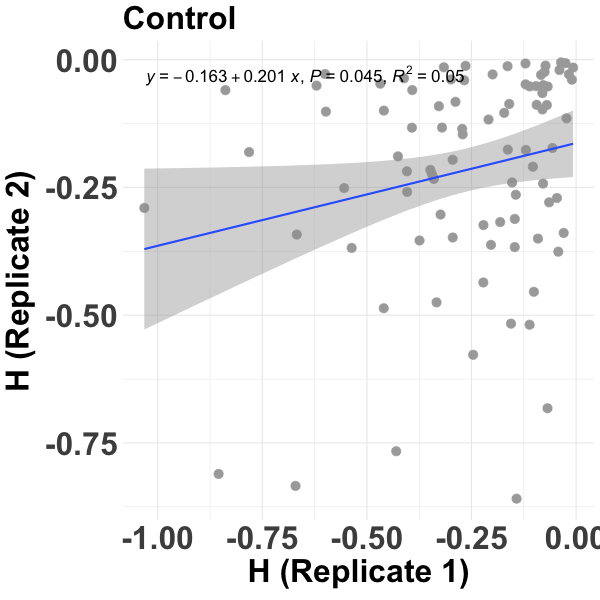 Control
y = − 0.163 + 0.201 x, P = 0.045, R² = 0.05
0.00
-0.25
-0.50
-0.75
H (Replicate 2)
-1.00 -0.75 -0.50 -0.25 0.00
H (Replicate 1)